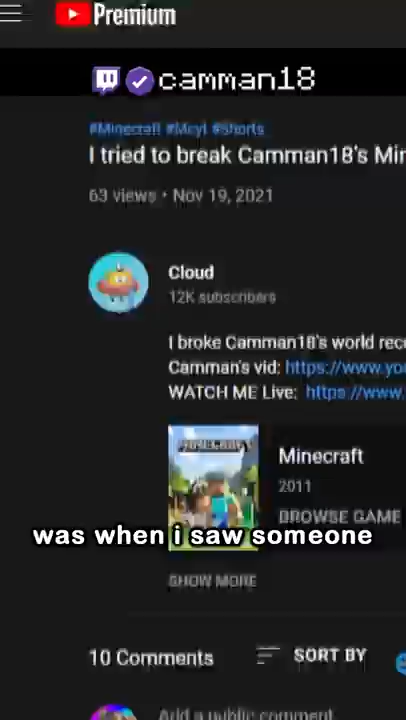 Premium
camman18
#Minecraft #Mcyt #Shorts
I tried to break Camman18's Min
63 views • Nov 19, 2021
Cloud
12K subscribers
I broke Camman18's world reco
Camman's vid: https://www.yo
WATCH ME Live: https://www.
MINECRAFT
Minecraft
2011
BROWSE GAME
was when i saw someone
SHOW MORE
10 Comments
SORT BY
Add a public comment